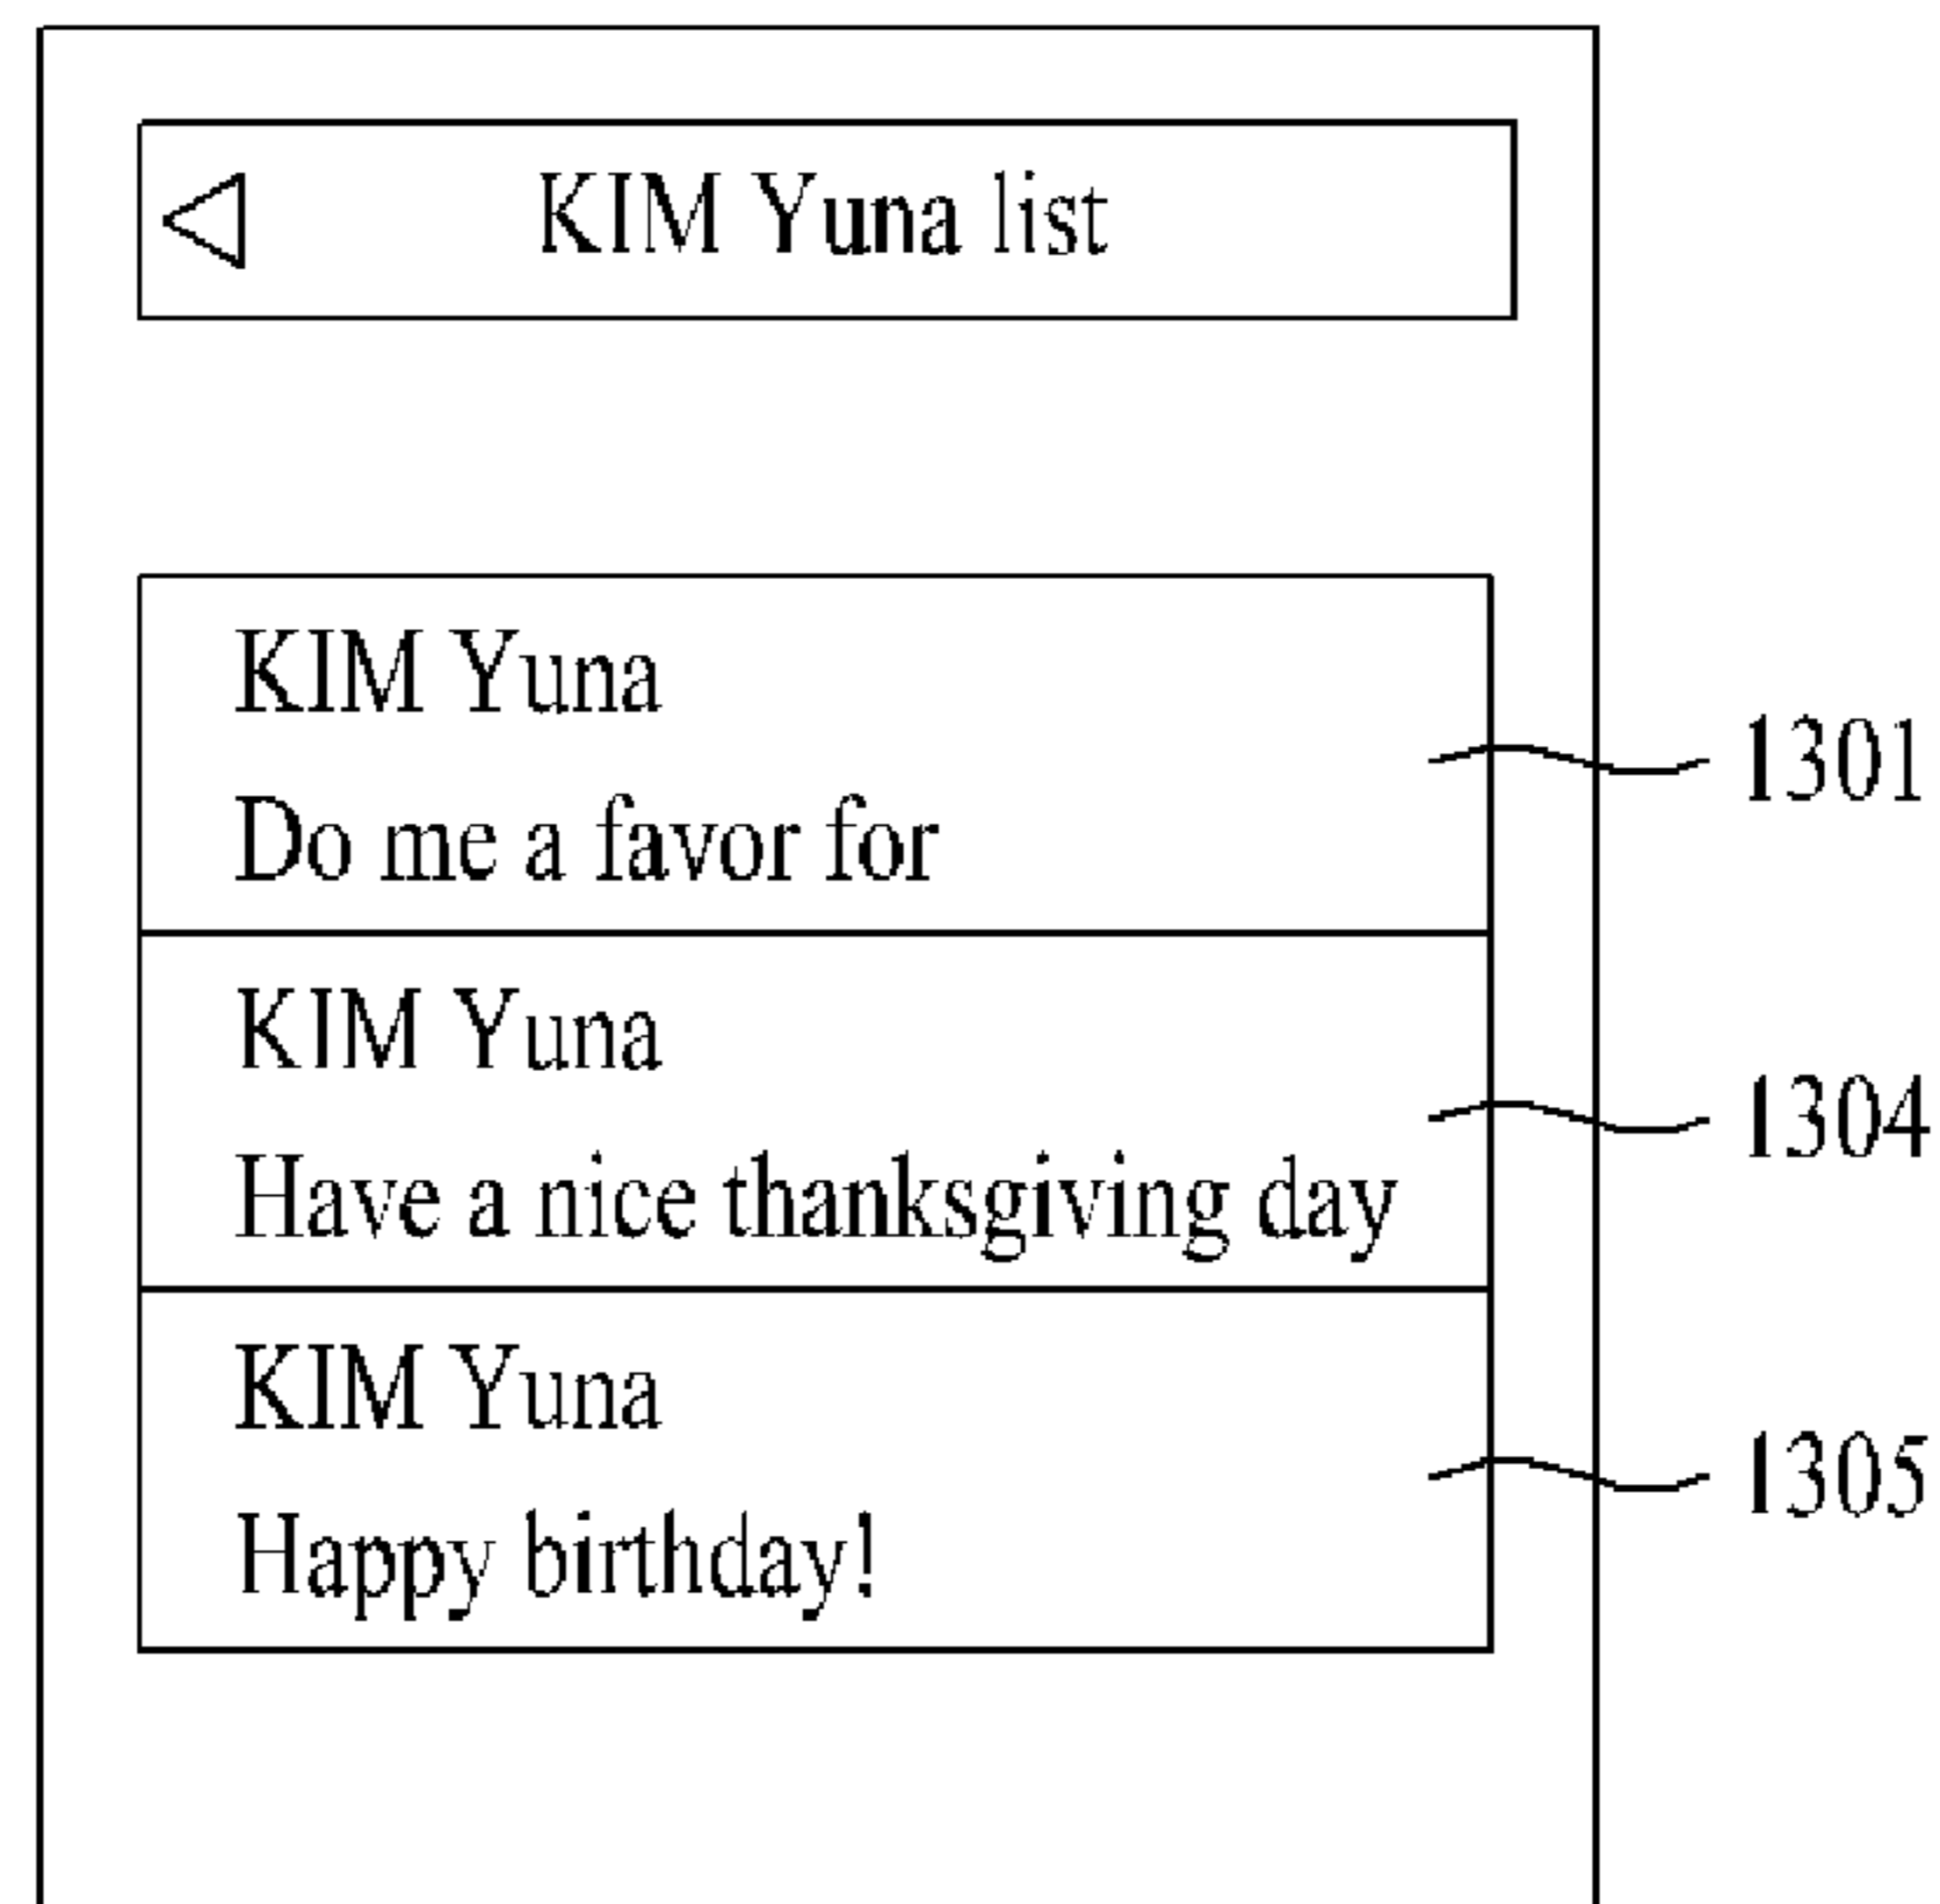 KIM Yuna list
KIM Yuna
Do me a favor for
1301
KIM Yuna
Have a nice thanksgiving day
1304
KIM Yuna
Happy birthday!
1305